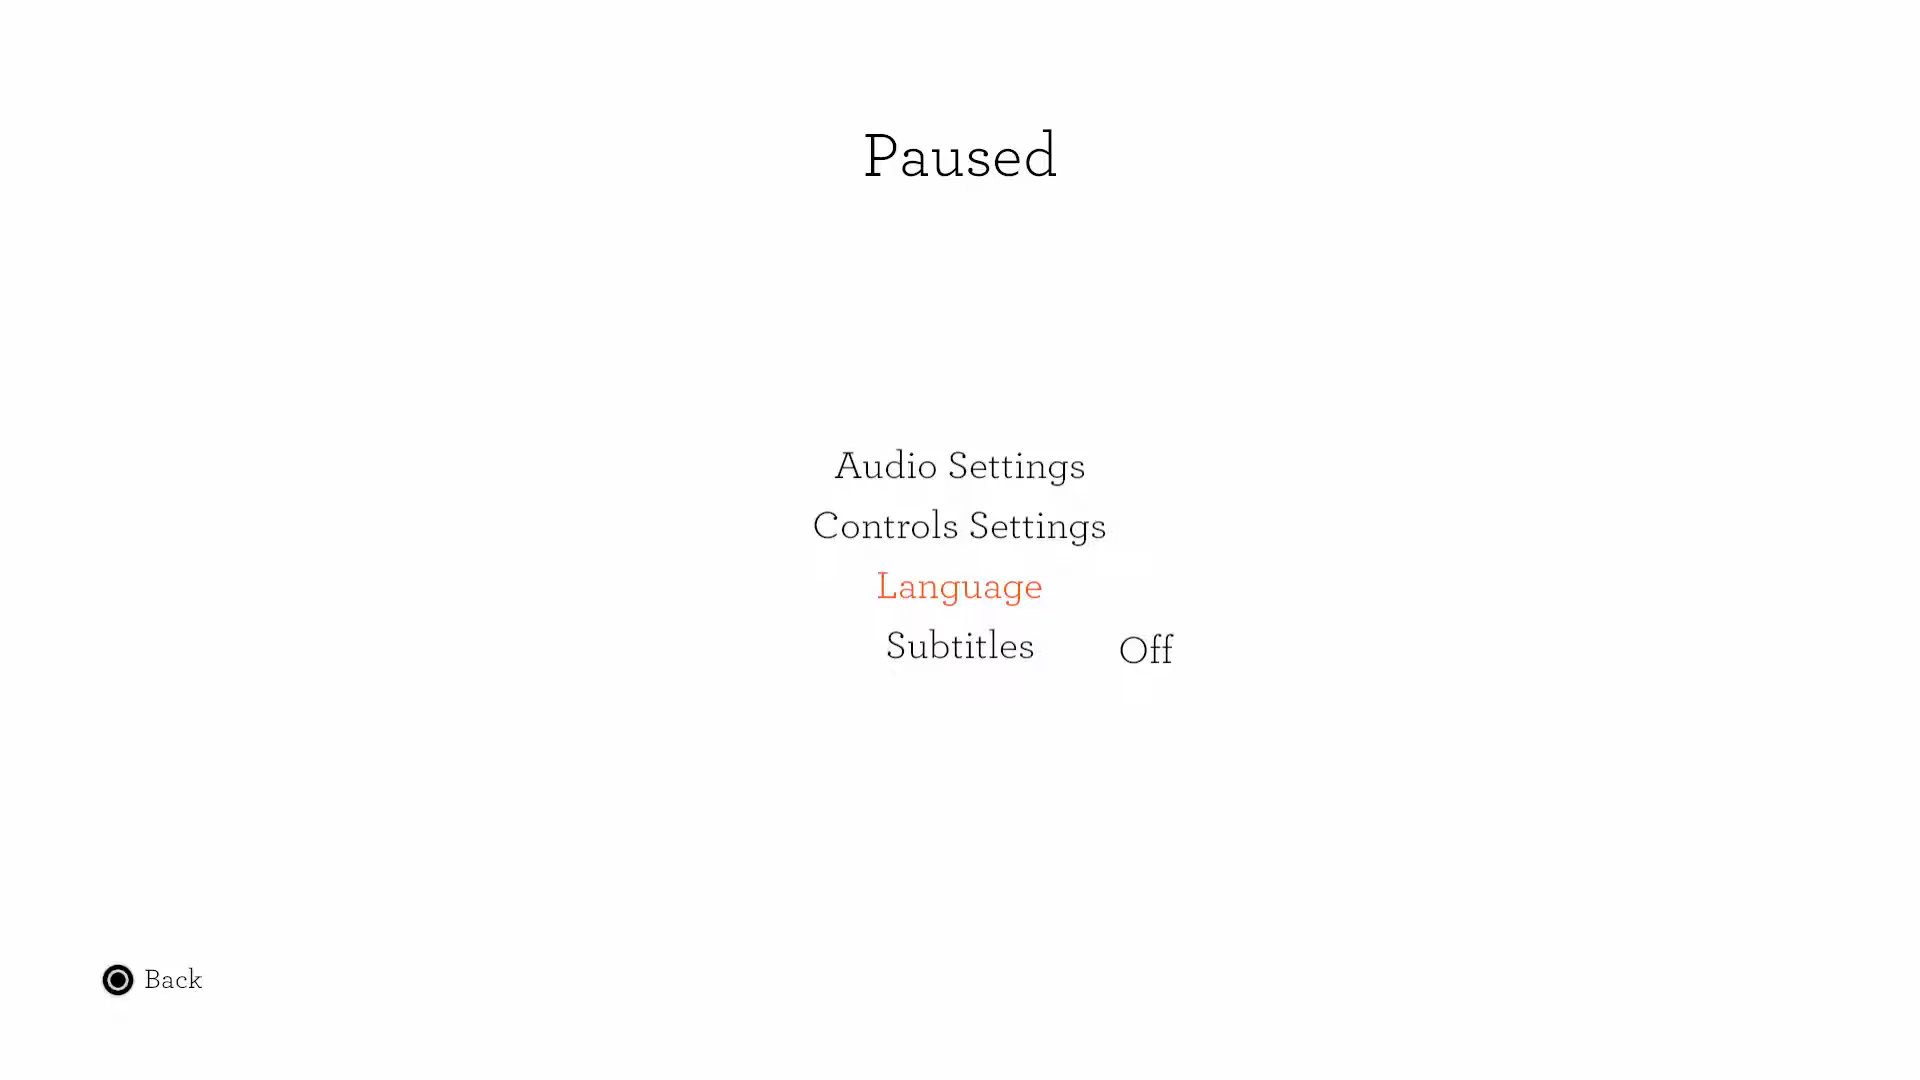 Paused
Audio Settings
Controls Settings
Language
Subtitles Off
Back